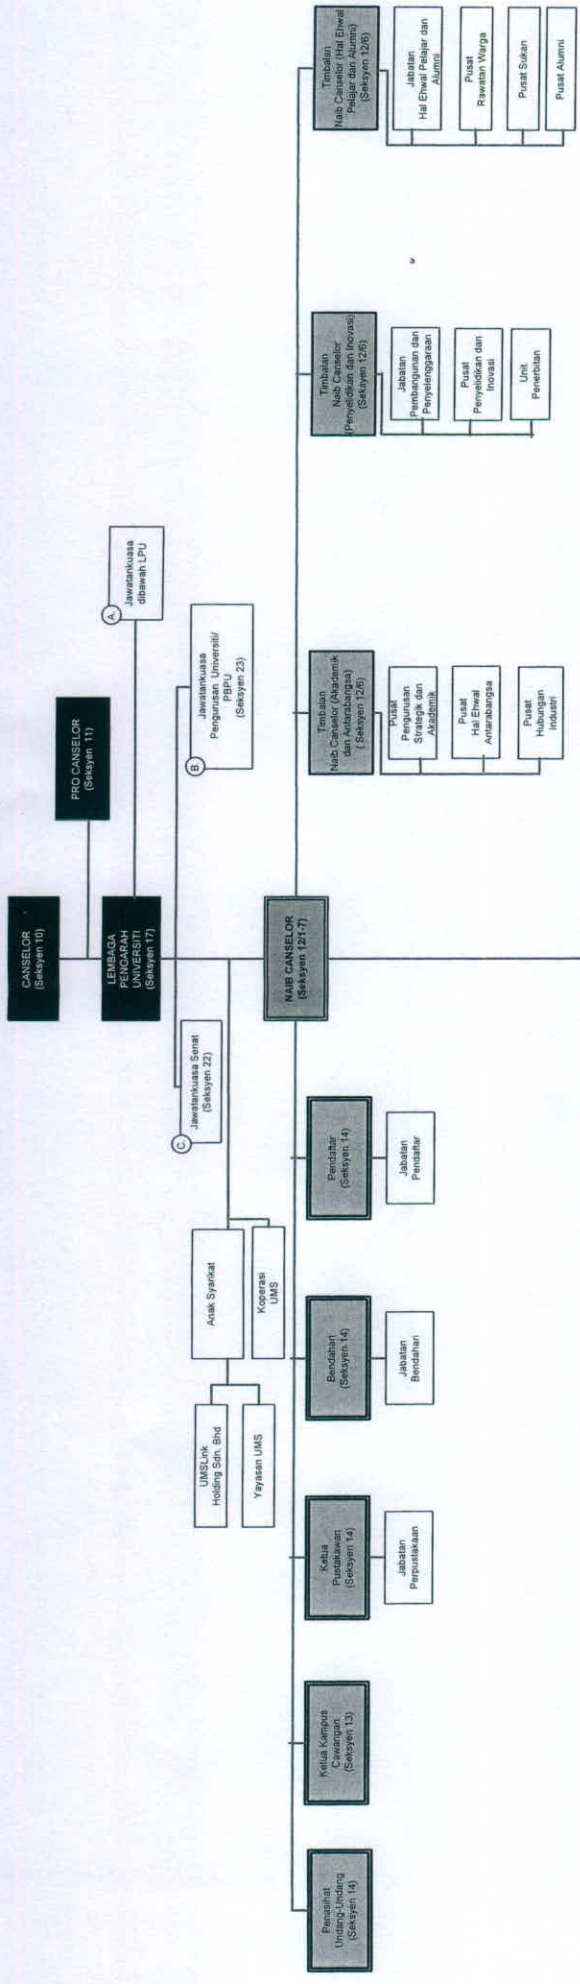 CANSELOR
(Seksyen 10)
PRO CANSELOR
(Seksyen 11)
LEMBAGA
PENGARAH
UNIVERSITI
(Seksyen 17)
A.
Jawatankuasa
dibawah LPU
C.
Jawatankuasa Senat
(Seksyen 22)
B.
Jawatankuasa
Pengurusan Universiti/
PBPU
(Seksyen 23)
UMSLink
Holding Sdn. Bhd
Yayasan UMS
Anak Syarikat
Koperasi
UMS
NAIB CANSELOR
(Seksyen 12/1-7)
Penasihat
Undang-Undang
(Seksyen 14)
Ketua Kampus
Cawangan
(Seksyen 13)
Ketua
Pustakawan
(Seksyen 14)
Jabatan
Perpustakaan
Bendahari
(Seksyen 14)
Jabatan
Bendahari
Pendaftar
(Seksyen 14)
Jabatan
Pendaftar
Timbalan
Naib Canselor (Akademik
dan Antarabangsa)
( Seksyen 12/6)
Pusat
Pengurusan
Strategik dan
Akademik
Pusat
Hal Ehwal
Antarabangsa
Pusat
Hubungan
Industri
Timbalan
Naib Canselor
(Penyelidikan dan Inovasi)
(Seksyen 12/6)
Jabatan
Pembangunan dan
Penyelenggaraan
Pusat
Penyelidikan dan
Inovasi
Unit
Penerbitan
Timbalan
Naib Canselor (Hal Ehwal
Pelajar dan Alumni)
(Seksyen 12/6)
Jabatan
Hal Ehwal Pelajar dan
Alumni
Pusat
Rawatan Warga
Pusat Sukan
Pusat Alumni